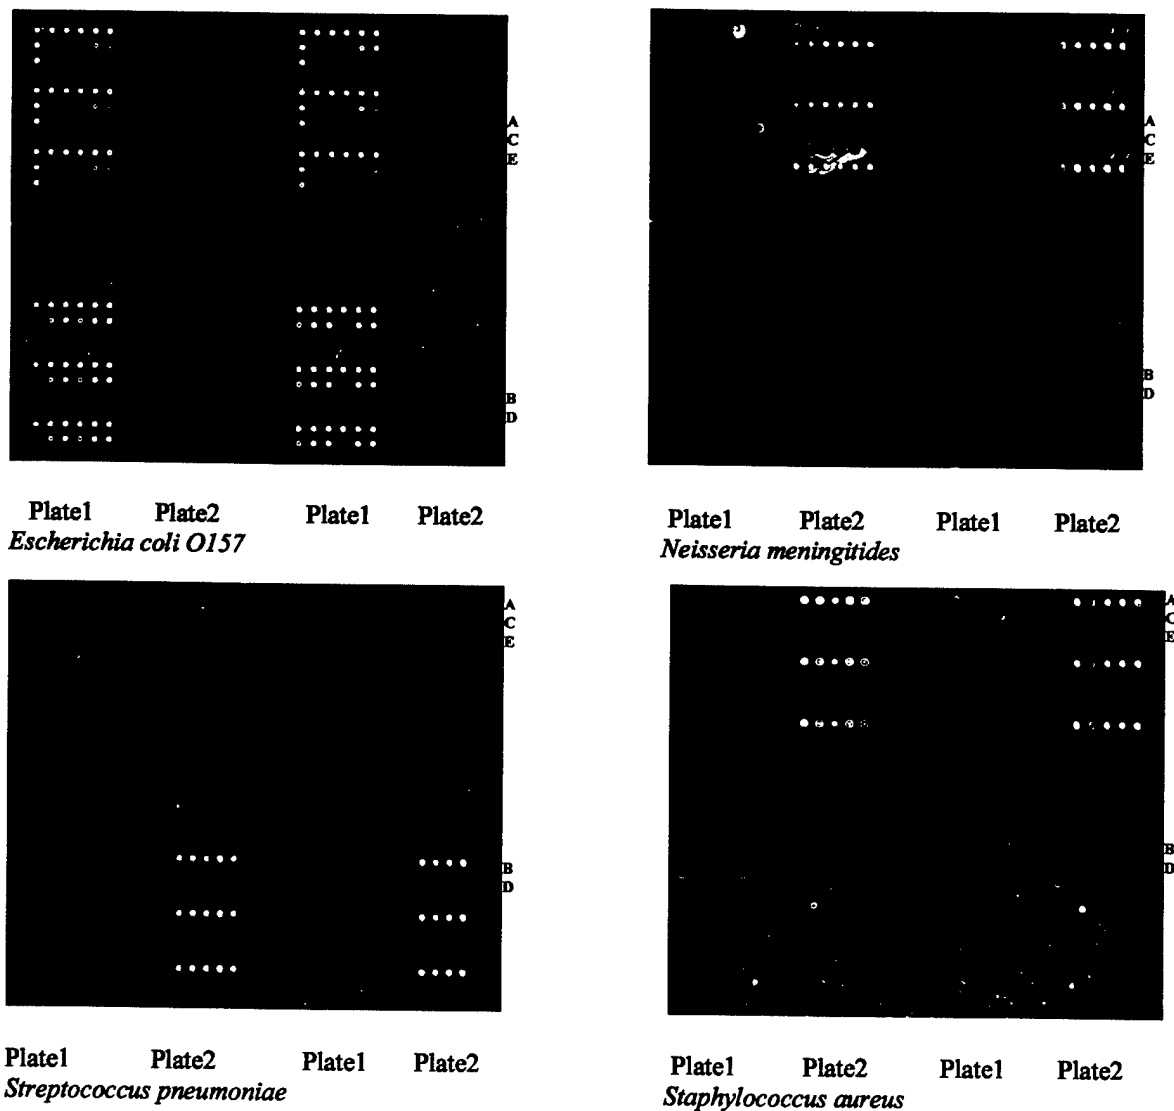 A
C
E
B
D
Plate1 Plate2 Plate1 Plate2
Escherichia coli O157
A
C
E
B
D
Plate1 Plate2 Plate1 Plate2
Neisseria meningitides
A
C
E
B
D
Plate1 Plate2 Plate1 Plate2
Streptococcus pneumoniae
A
C
E
B
D
Plate1 Plate2 Plate1 Plate2
Staphylococcus aureus